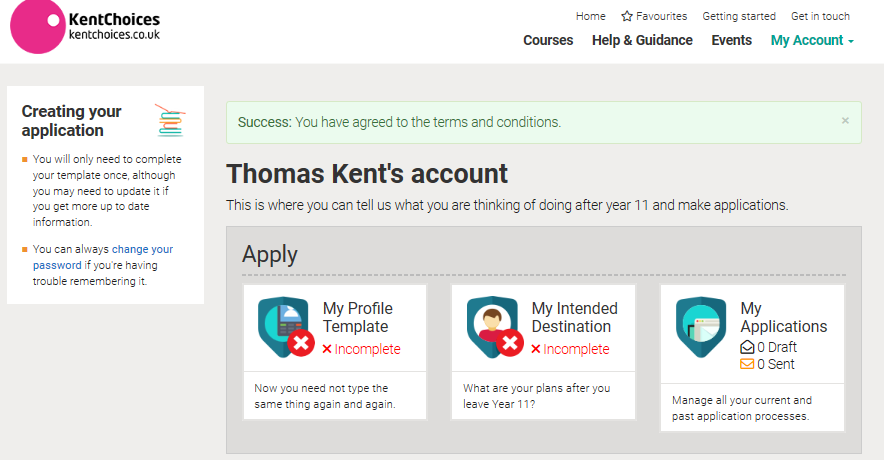 KentChoices
kentchoices.co.uk
Home
Favourites
Getting started
Get in touch
Courses
Help & Guidance
Events
My Account
Creating your
application
You will only need to complete
your template once, although
you may need to update it if
you get more up to date
information.
You can always change your
password if you're having
trouble remembering it.
Success: You have agreed to the terms and conditions.
×
Thomas Kent's account
This is where you can tell us what you are thinking of doing after year 11 and make applications.
Apply
My Profile
Template
Incomplete
Now you need not type the
same thing again and again.
My Intended
Destination
Incomplete
What are your plans after you
leave Year 11?
My
Applications
0 Draft
0 Sent
Manage all your current and
past application processes.